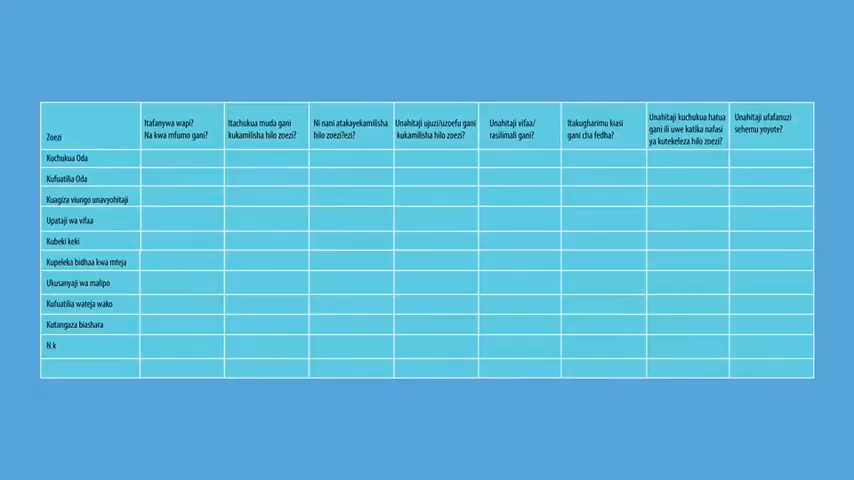 Zoezi
Itafanywa wapi?
Na kwa mfumo gani?
Itachukua muda gani
kukamilisha hilo zoezi?
Ni nani atakayekamilisha
hilo zoezi?ezi?
Unahitaji ujuzi/uzoefu gani
kukamilisha hilo zoezi?
Unahitaji vifaa/
rasilimali gani?
Itakugharimu kiasi
gani cha fedha?
Unahitaji kuchukua hatua
gani ili uwe katika nafasi
ya kutekeleza hilo zoezi?
Unahitaji ufafanuzi
sehemu yoyote?
Kuchukua Oda
Kufuatilia Oda
Kuagiza viungo unavyohitaji
Upataji wa vifaa
Kubeki keki
Kupeleka bidhaa kwa mteja
Ukusanyaji wa malipo
Kufuatilia wateja wako
Kutangaza biashara
N.k